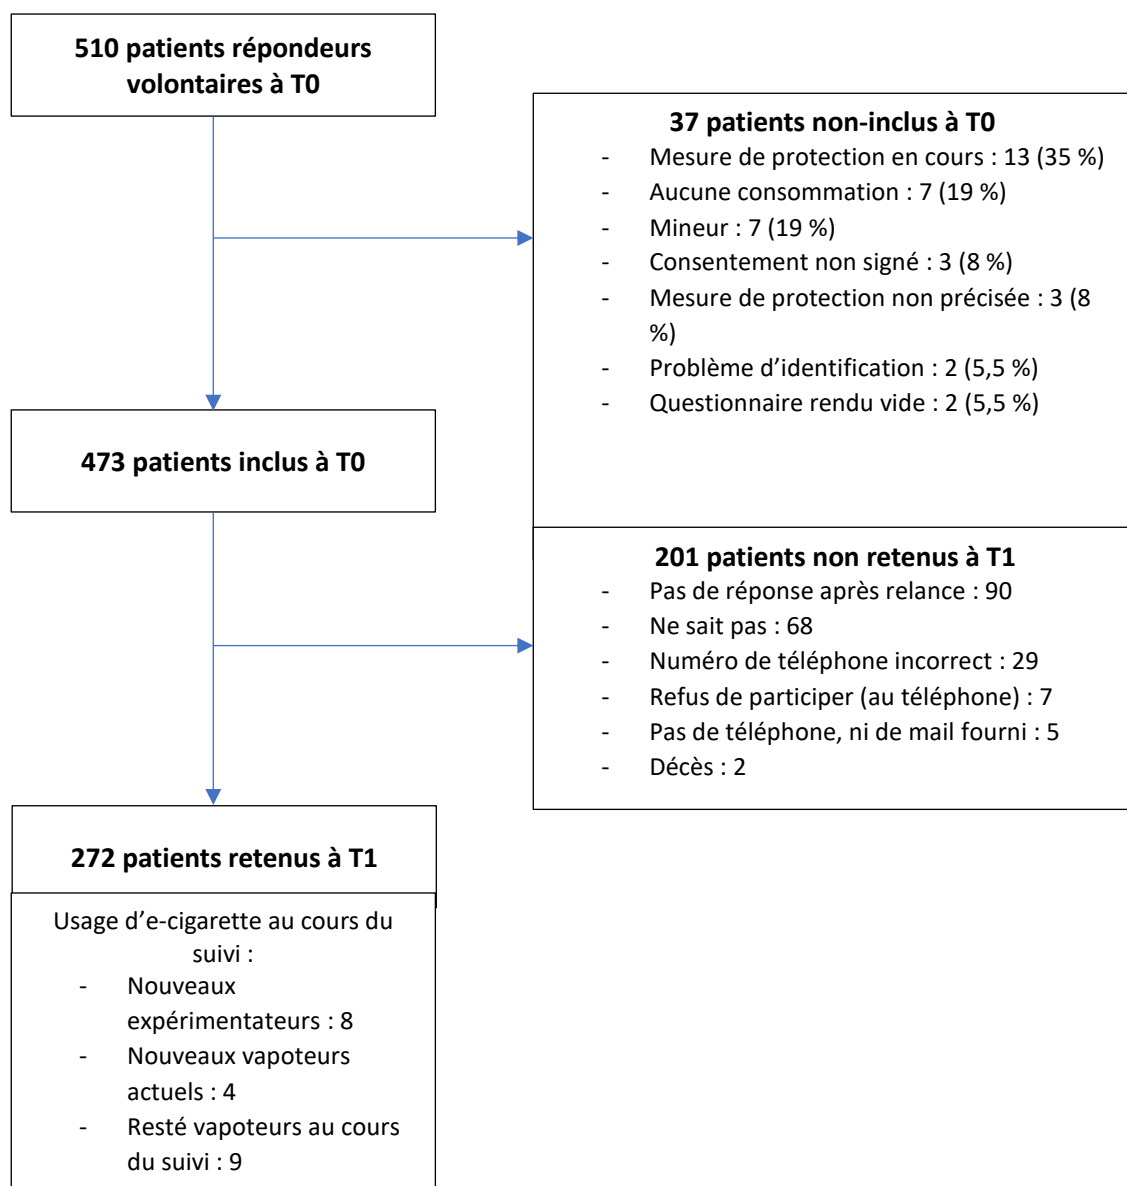 510 patients répondeurs
volontaires à T0
37 patients non-inclus à T0
- Mesure de protection en cours : 13 (35 %)
- Aucune consommation : 7 (19 %)
- Mineur : 7 (19 %)
- Consentement non signé : 3 (8 %)
- Mesure de protection non précisée : 3 (8
%)
- Problème d’identification : 2 (5,5 %)
- Questionnaire rendu vide : 2 (5,5 %)
473 patients inclus à T0
201 patients non retenus à T1
- Pas de réponse après relance : 90
- Ne sait pas : 68
- Numéro de téléphone incorrect : 29
- Refus de participer (au téléphone) : 7
- Pas de téléphone, ni de mail fourni : 5
- Décès : 2
272 patients retenus à T1
Usage d’e-cigarette au cours du
suivi :
- Nouveaux
expérimentateurs : 8
- Nouveaux vapoteurs
actuels : 4
- Resté vapoteurs au cours
du suivi : 9